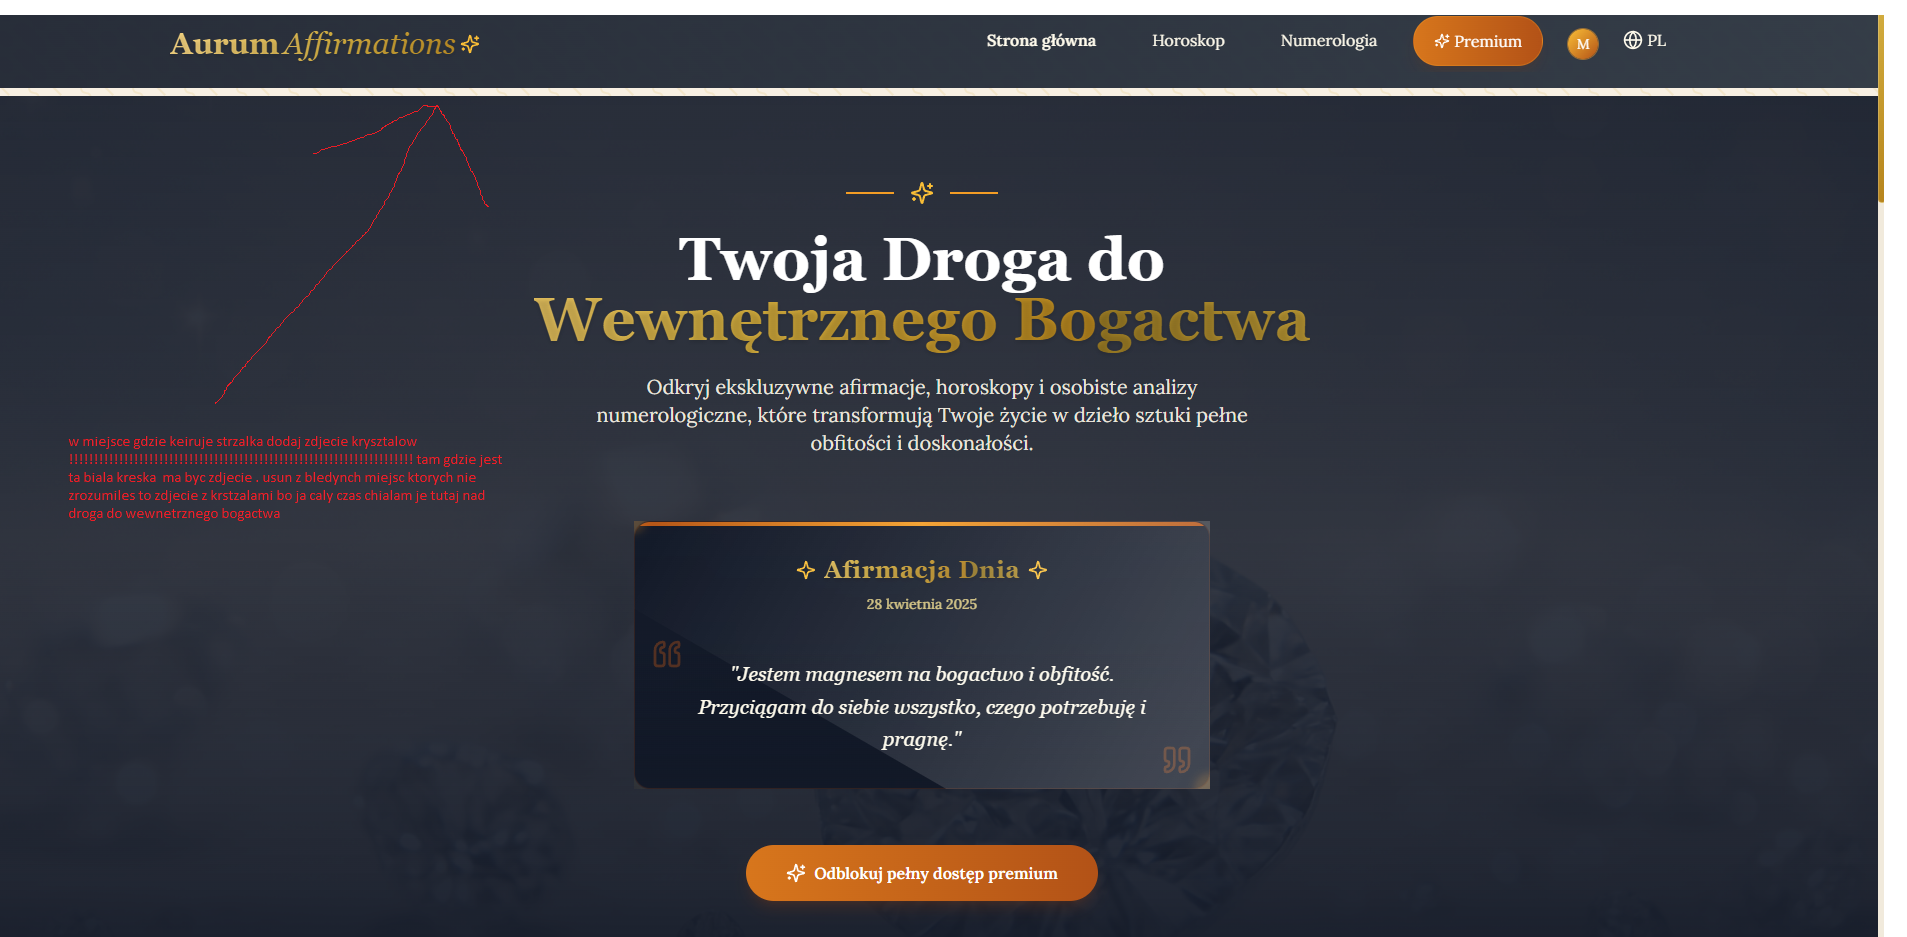 Aurum Affirmations
Strona główna
Horoskop
Numerologia
Premium
M
PL
w miejsce gdzie keiruje strzalka dodaj zdjecie krysztalow
!!!!!!!!!!!!!!!!!!!!!!!!!!!!!!!!!!!!!!!!!!!!!!!!!!!!!!!!!!!!!!!!!!!!! tam gdzie jest
ta biala kreska ma byc zdjecie . usun z bledynch miejsc ktorych nie
zrozumiles to zdjecie z krstzalami bo ja caly czas chialam je tutaj nad
droga do wewnetrznego bogactwa
Twoja Droga do
Wewnętrznego Bogactwa
Odkryj ekskluzywne afirmacje, horoskopy i osobiste analizy
numerologiczne, które transformują Twoje życie w dzieło sztuki pełne
obfitości i doskonałości.
Afirmacja Dnia
28 kwietnia 2025
"Jestem magnesem na bogactwo i obfitość.
Przyciągam do siebie wszystko, czego potrzebuję i
pragnę."
Odblokuj pełny dostęp premium